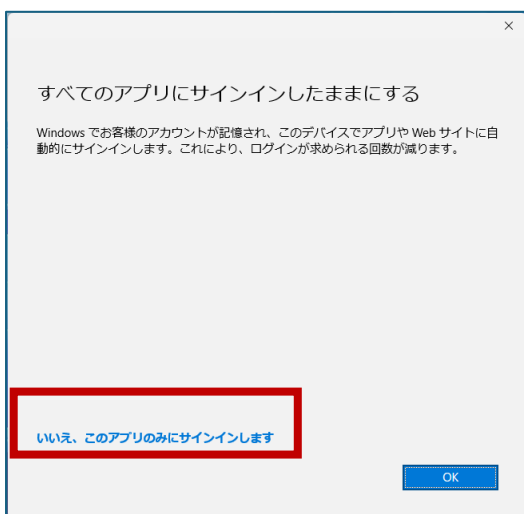 すべてのアプリにサインインしたままにする
Windows でお客様のアカウントが記憶され、このデバイスでアプリや Web サイトに自
動的にサインインします。これにより、ログインが求められる回数が減ります。
いいえ、このアプリのみにサインインします
OK